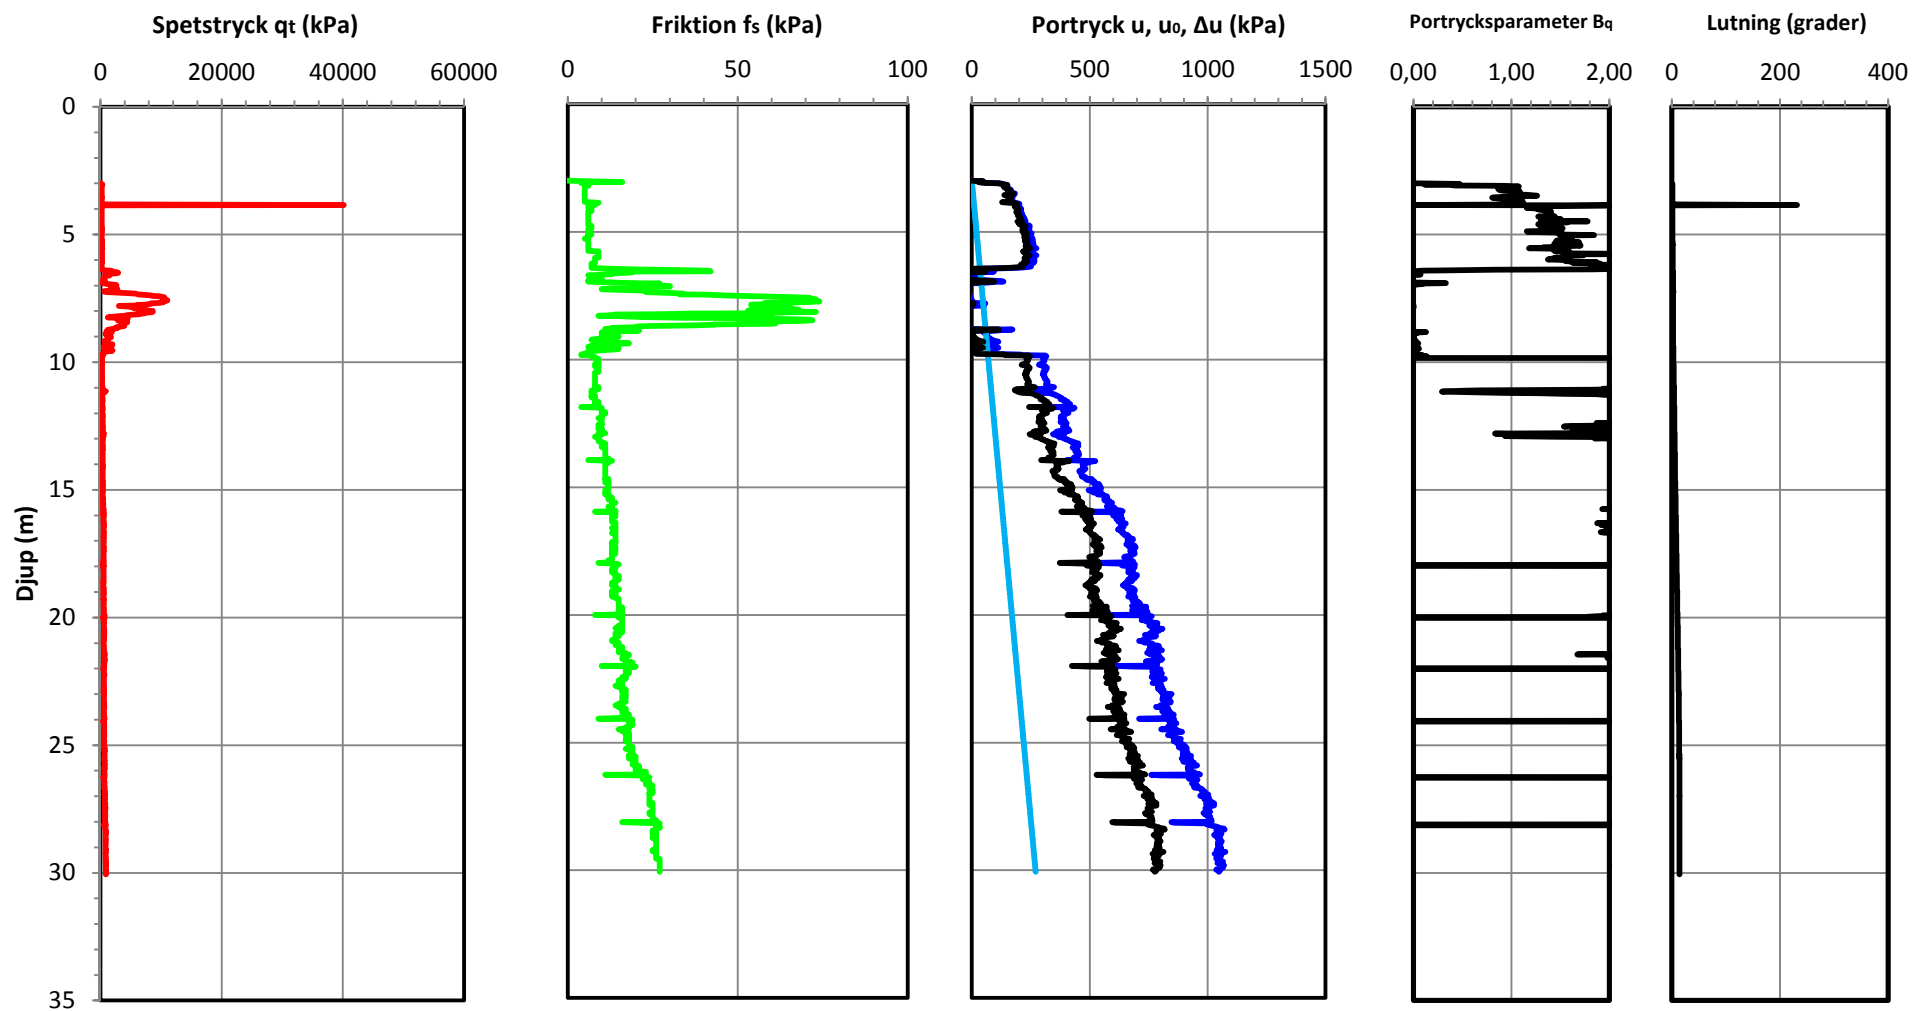 Spetstryck qt (kPa)
Friktion fs (kPa)
Portryck u, u0, Δu (kPa)
Portrycksparameter Bq
Lutning (grader)
0 20000 40000 60000
0 50 100
0 500 1000 1500
0,00 1,00 2,00
0 200 400
Djup (m)
0
5
10
15
20
25
30
35